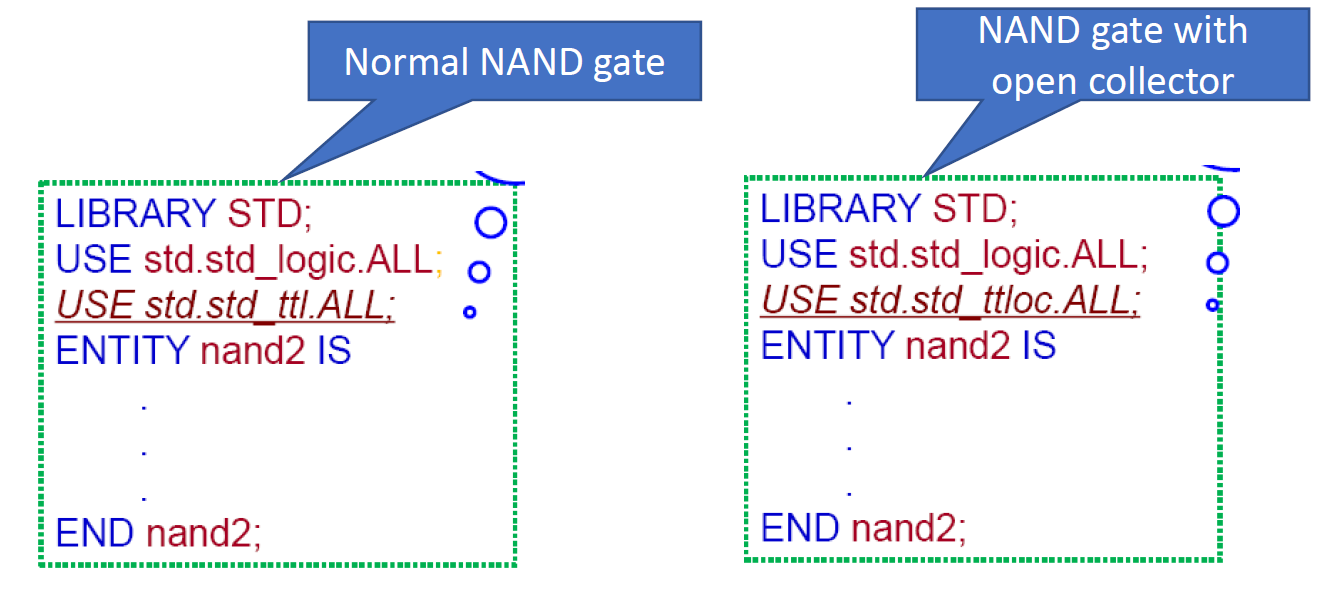 Normal NAND gate
LIBRARY STD;
USE std.std_logic.ALL;
USE std.std_ttl.ALL;
ENTITY nand2 IS
.
.
.
END nand2;
NAND gate with
open collector
LIBRARY STD;
USE std.std_logic.ALL;
USE std.std_ttloc.ALL;
ENTITY nand2 IS
.
.
.
END nand2;